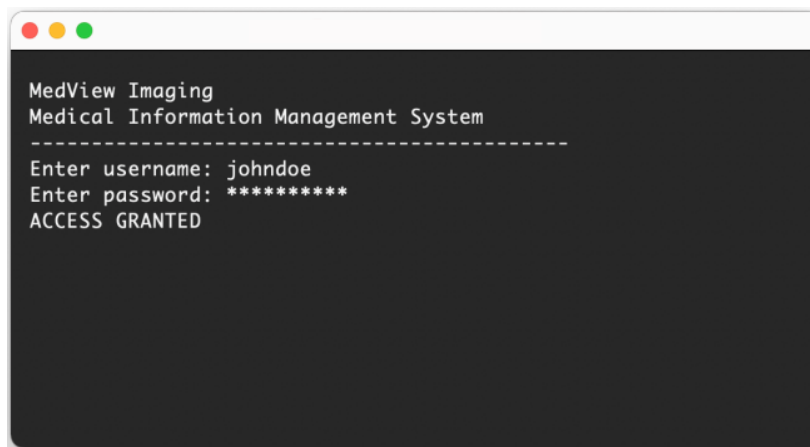 MedView Imaging
Medical Information Management System
--------------------------------------------
Enter username: johndoe
Enter password: **********
ACCESS GRANTED